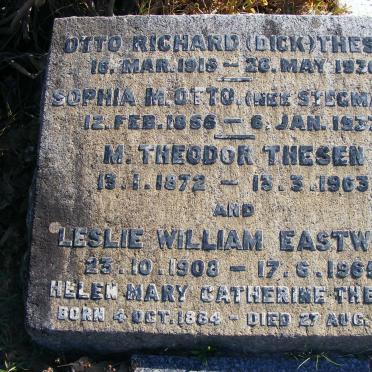 OTTO RICHARD (DICK) THES
16. MAR. 1918 – 26. MAY 193
SOPHIA M. OTTO. (NEE STEGM
12. FEB. 1856 – 6. JAN. 193
M. THEODOR THESEN
13. 1. 1872 – 13. 3. 1963
AND
LESLIE WILLIAM EASTW
23. 10. 1908 – 17. 6. 196
HELEN MARY CATHERINE THE
BORN 4 OCT. 1884 - DIED 27 AUG.